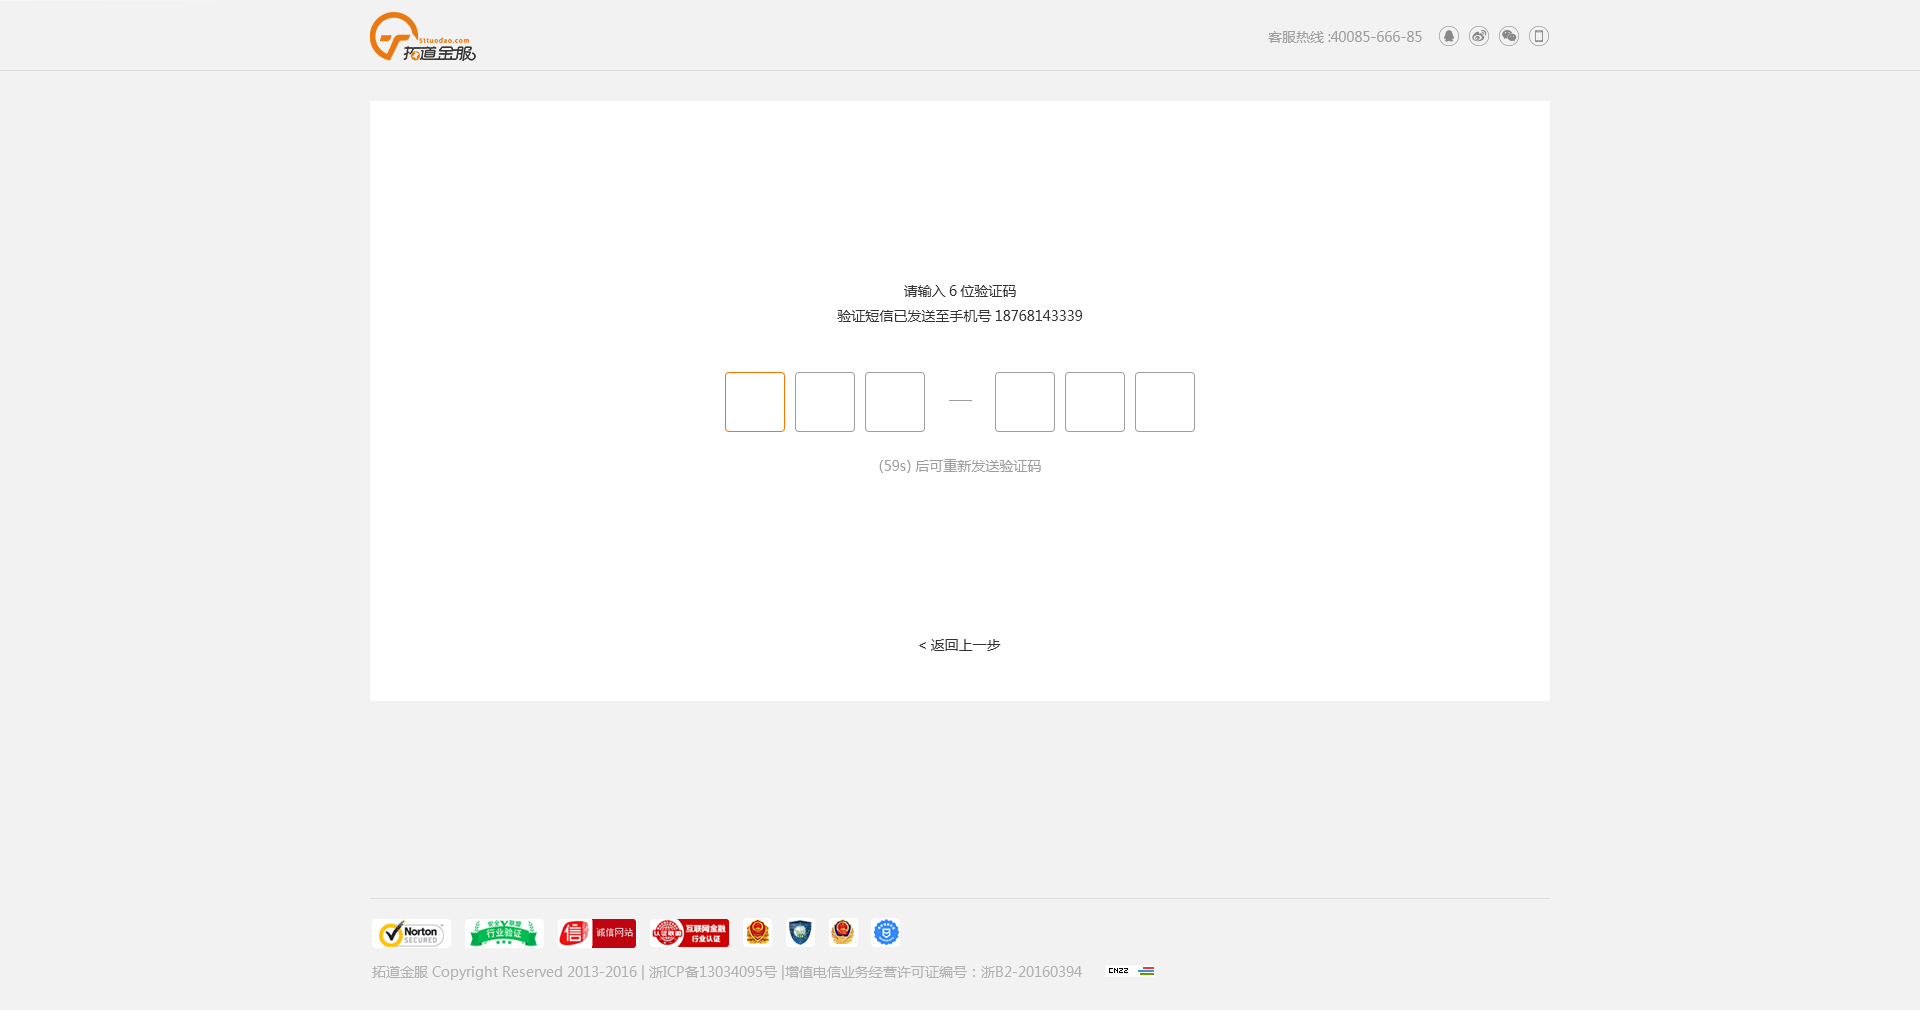 51tuodao.com
拓道金服
客服热线 :40085-666-85
请输入 6 位验证码
验证短信已发送至手机号 18768143339
(59s) 后可重新发送验证码
< 返回上一步
Norton
SECURED
安全联盟
行业验证
信 诚信网站
互联网金融
行业认证
拓道金服 Copyright Reserved 2013-2016 | 浙ICP备13034095号 |增值电信业务经营许可证编号：浙B2-20160394
CNZZ